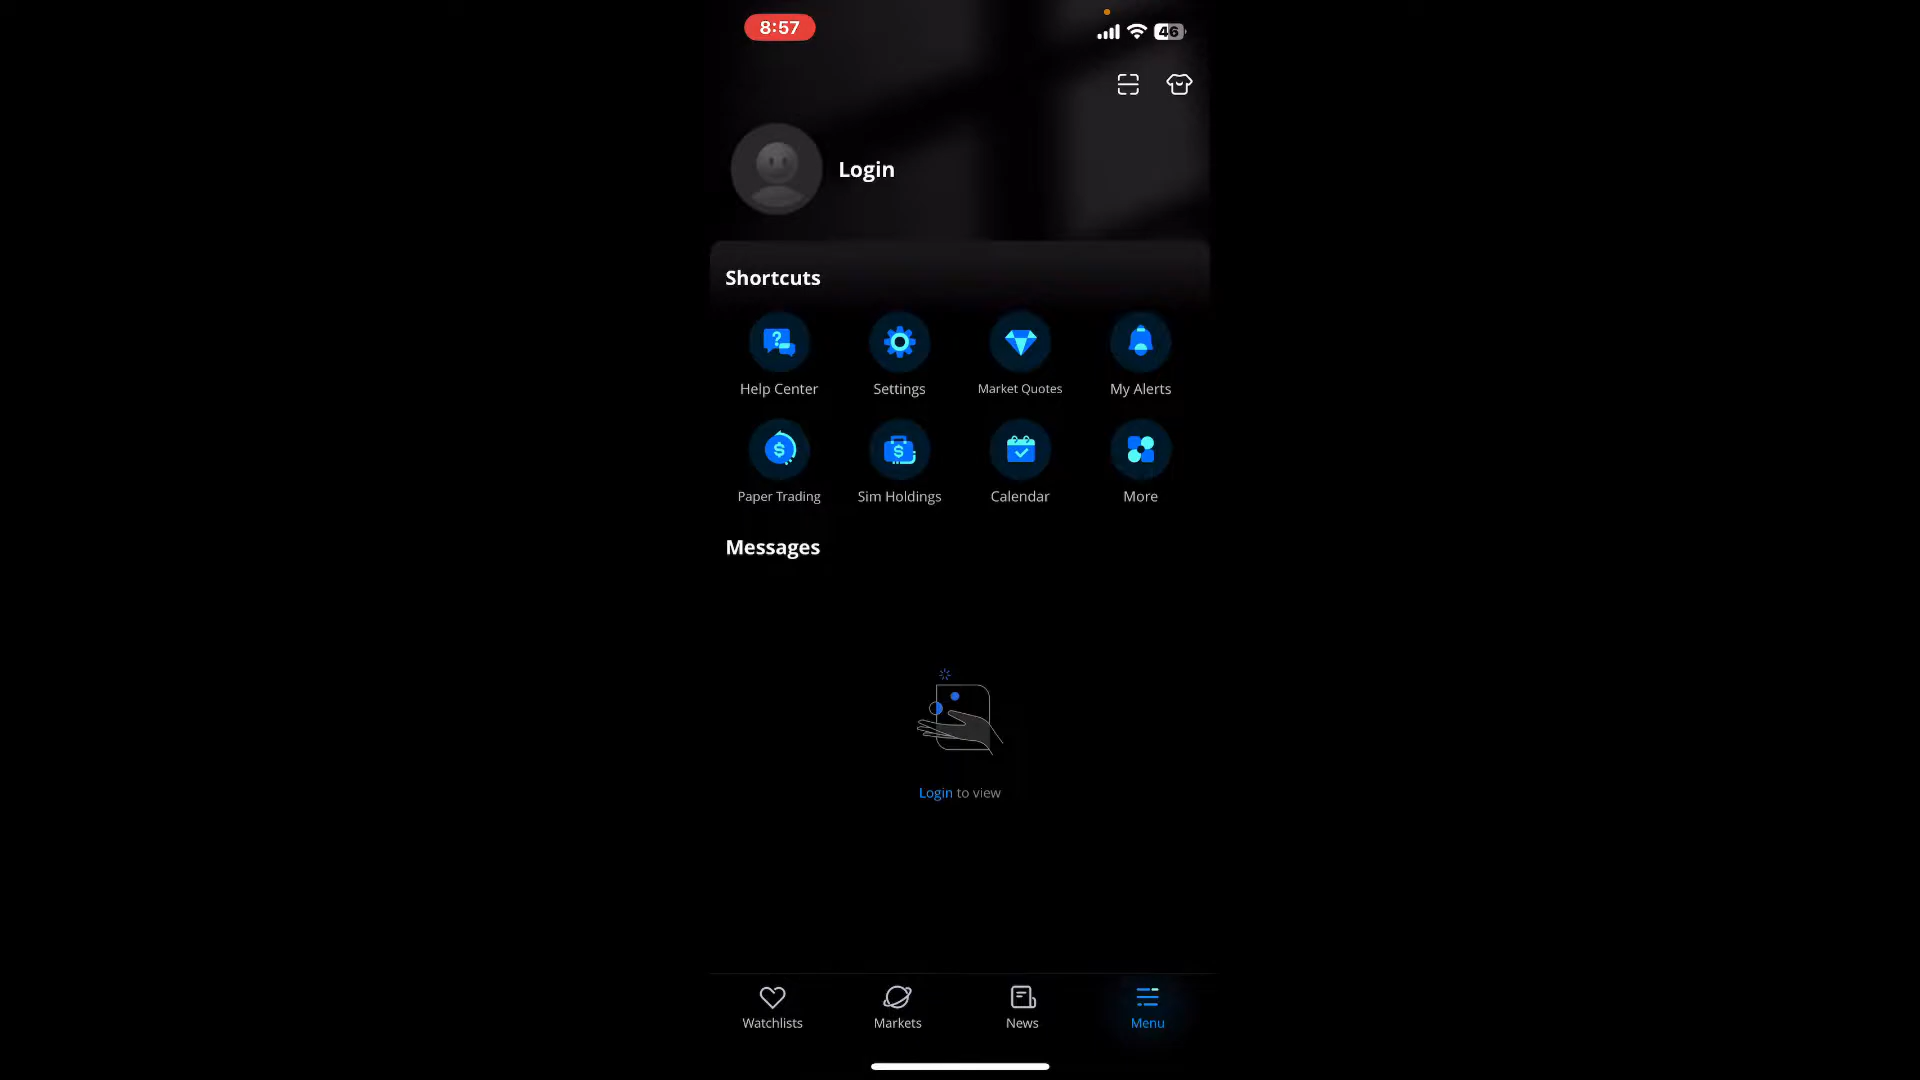 8:57
46
Login
Shortcuts
Help Center
Settings
Market Quotes
My Alerts
Paper Trading
Sim Holdings
Calendar
More
Messages
Login to view
Watchlists
Markets
News
Menu